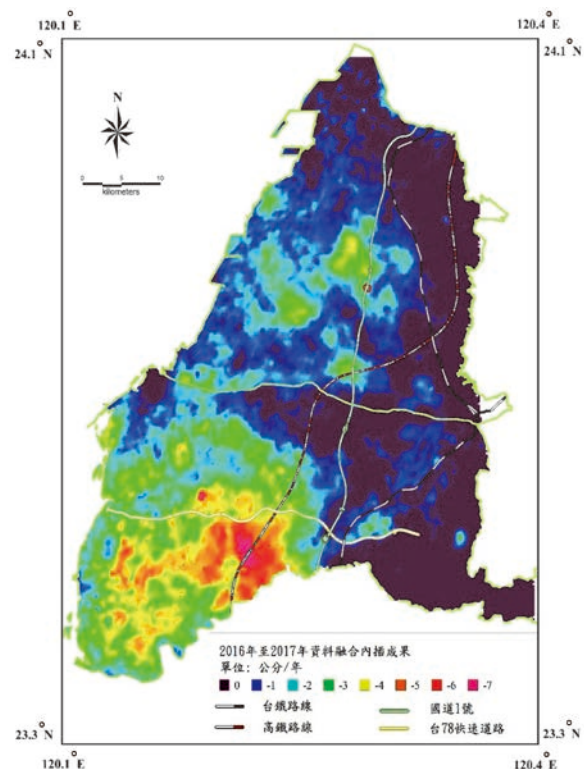 120.1° E
120.4° E
24.1° N
24.1° N
N
0 5 10
kilometers
2016年至2017年資料融合內插成果
單位：公分/年
0 -1 -2 -3 -4 -5 -6 -7
台鐵路線
國道1號
高鐵路線
台78快速道路
23.3° N
23.3° N
120.1° E
120.4° E